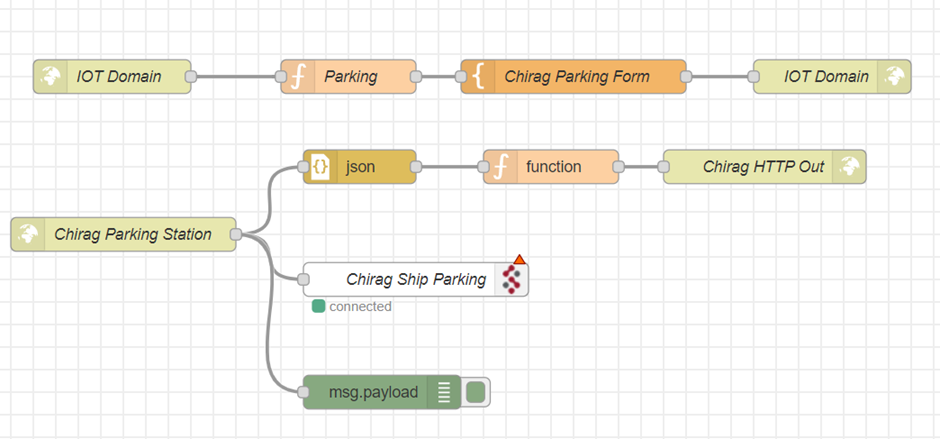 IOT Domain
Parking
Chirag Parking Form
IOT Domain
json
function
Chirag HTTP Out
Chirag Parking Station
Chirag Ship Parking
connected
msg.payload